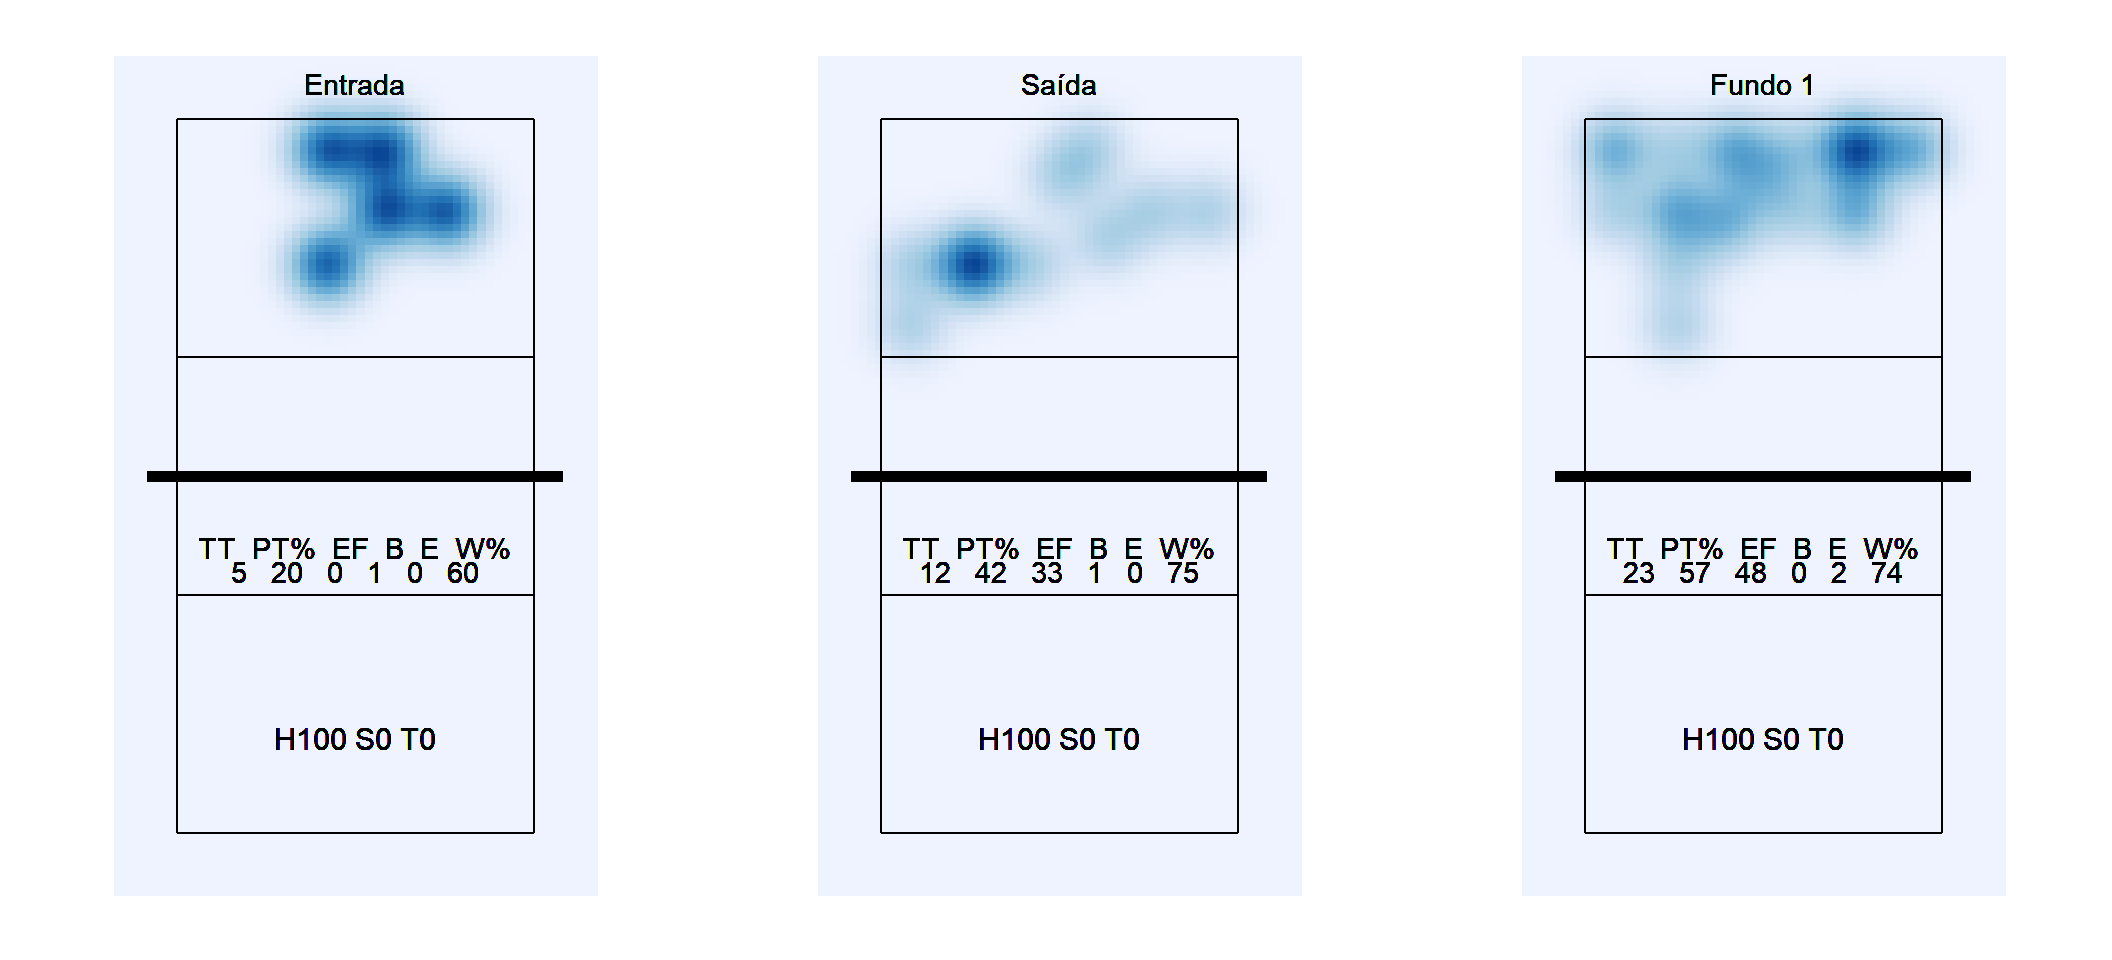 Entrada
TT PT% EF B E W%
5 20 0 1 0 60
H100 S0 T0
Saída
TT PT% EF B E W%
12 42 33 1 0 75
H100 S0 T0
Fundo 1
TT PT% EF B E W%
23 57 48 0 2 74
H100 S0 T0